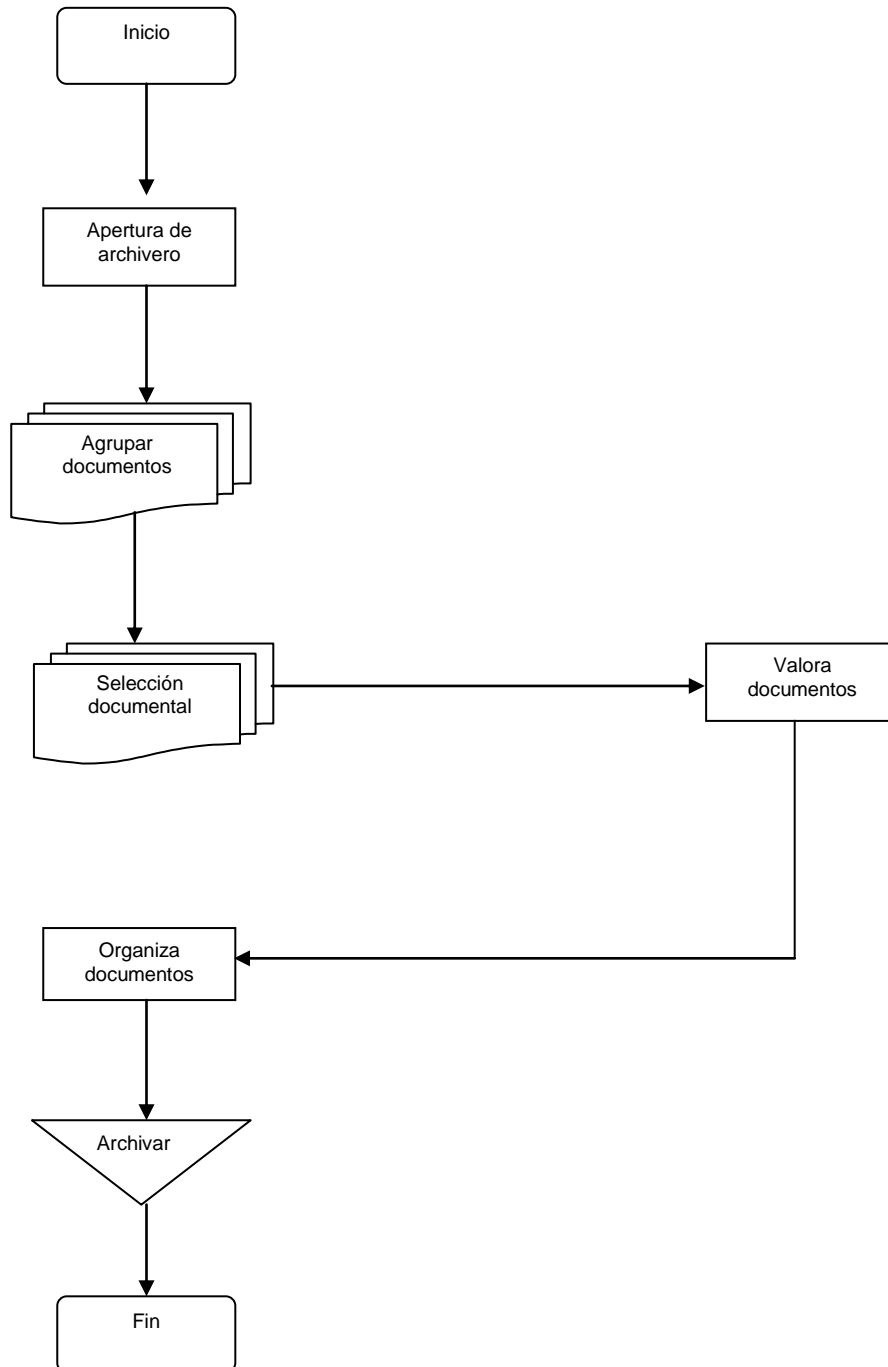 Inicio
Apertura de
archivero
Agrupar
documentos
Selección
documental
Valora
documentos
Organiza
documentos
Archivar
Fin